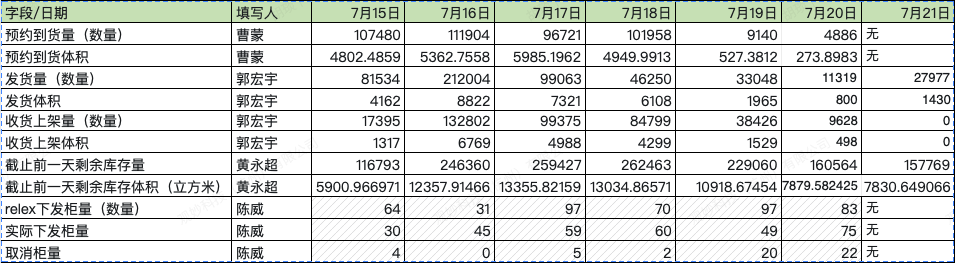 字段/日期 填写人 7月15日 7月16日 7月17日 7月18日 7月19日 7月20日 7月21日
预约到货量（数量） 曹蒙 107480 111904 96721 101958 9140 4886 无
预约到货体积 曹蒙 4802.4859 5362.7558 5985.1962 4949.9913 527.3812 273.8983 无
发货量（数量） 郭宏宇 81534 212004 99063 46250 33048 11319 27977
发货体积 郭宏宇 4162 8822 7321 6108 1965 800 1430
收货上架量（数量） 郭宏宇 17395 132802 99375 84799 38426 9628 0
收货上架体积 郭宏宇 1317 6769 4988 4299 1529 498 0
截止前一天剩余库存量 黄永超 116793 246360 259427 262463 229060 160564 157769
截止前一天剩余库存体积（立方米） 黄永超 5900.966971 12357.91466 13355.82159 13034.86571 10918.67454 7879.582425 7830.649066
relex下发柜量（数量） 陈威 64 31 97 70 97 83 无
实际下发柜量 陈威 30 45 59 60 49 75 无
取消柜量 陈威 4 0 5 2 20 22 无